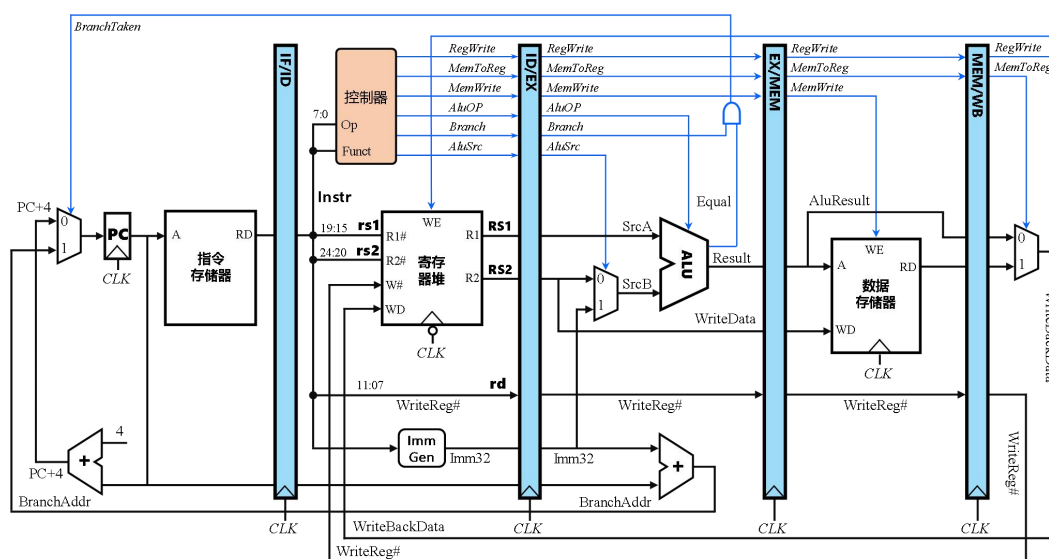 BranchTaken
IF/ID
控制器
7:0
Op
Funct
RegWrite
MemToReg
MemWrite
AluOP
Branch
AluSrc
ID/EX
RegWrite
MemToReg
MemWrite
AluOP
Branch
AluSrc
EX/MEM
RegWrite
MemToReg
MemWrite
MEM/WB
RegWrite
MemToReg
PC+4
0
1
PC
CLK
A
RD
指令
存储器
Instr
19:15
rs1
24:20
rs2
WE
R1#
R2#
W#
WD
R1
R2
寄存
器堆
CLK
RS1
RS2
0
1
SrcA
SrcB
ALU
Equal
Result
WriteData
AluResult
WE
A
RD
数据
存储器
WD
CLK
0
1
WriteBackData
11:07
rd
WriteReg#
WriteReg#
WriteReg#
WriteReg#
4
+
PC+4
BranchAddr
Imm
Gen
Imm32
Imm32
+
BranchAddr
CLK
CLK
CLK
CLK
WriteBackData
WriteReg#